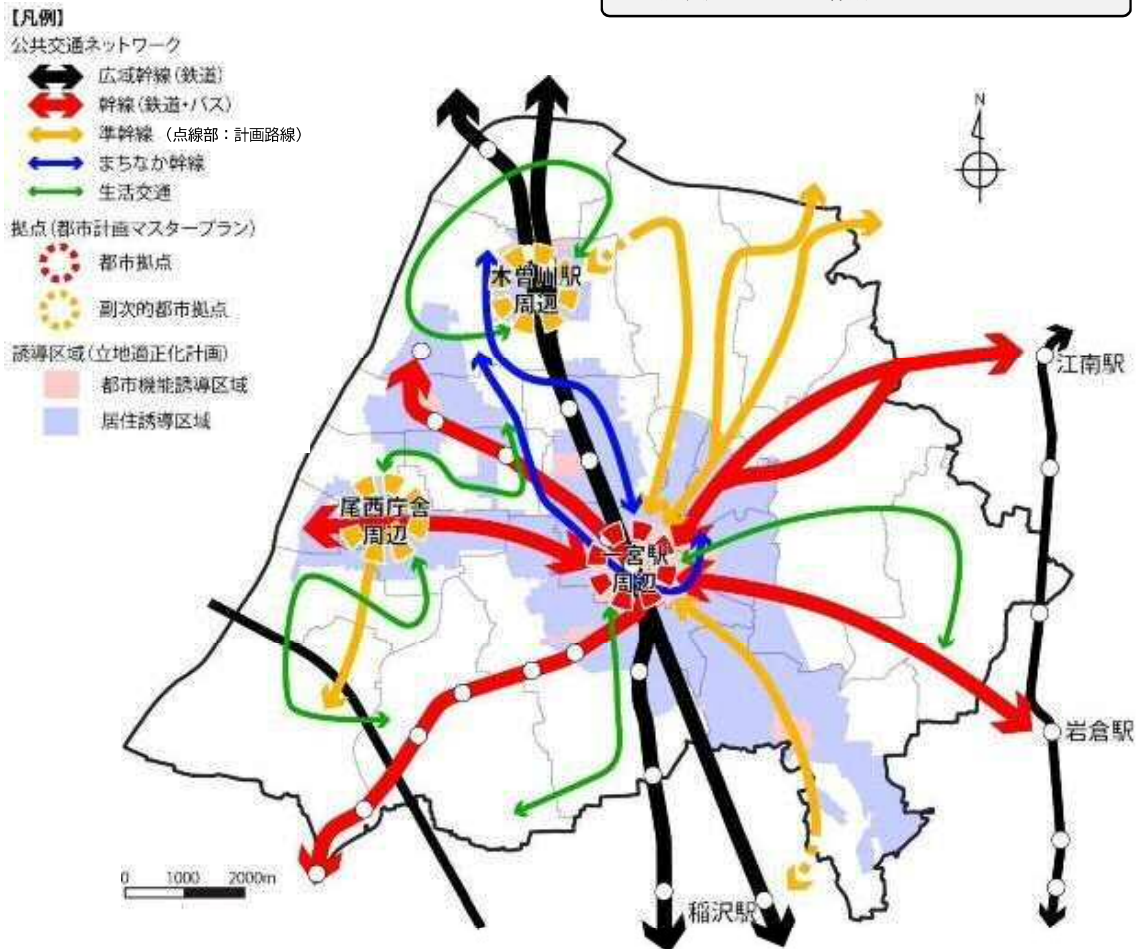 【凡例】
公共交通ネットワーク
広域幹線(鉄道)
幹線(鉄道・バス)
準幹線 (点線部:計画路線)
まちなか幹線
生活交通
拠点(都市計画マスタープラン)
都市拠点
副次的都市拠点
誘導区域(立地適正化計画)
都市機能誘導区域
居住誘導区域
N
木曽川駅
周辺
江南駅
尾西庁舎
周辺
一宮駅
周辺
岩倉駅
稲沢駅
0 1000 2000m